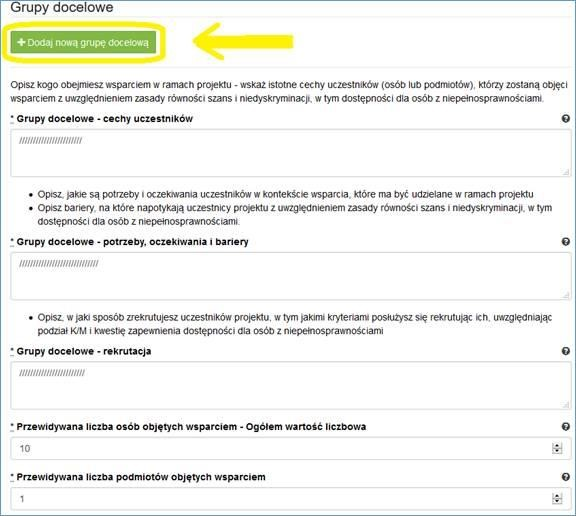 Grupy docelowe
+ Dodaj nową grupę docelową
Opisz kogo obejmiesz wsparciem w ramach projektu - wskaż istotne cechy uczestników (osób lub podmiotów), którzy zostaną objęci
wsparciem z uwzględnieniem zasady równości szans i niedyskryminacji, w tym dostępności dla osób z niepełnosprawnościami.
* Grupy docelowe - cechy uczestników
///////////////////////
• Opisz, jakie są potrzeby i oczekiwania uczestników w kontekście wsparcia, które ma być udzielane w ramach projektu
• Opisz bariery, na które napotykają uczestnicy projektu z uwzględnieniem zasady równości szans i niedyskryminacji, w tym
dostępności dla osób z niepełnosprawnościami.
* Grupy docelowe - potrzeby, oczekiwania i bariery
/////////////////////////////
• Opisz, w jaki sposób zrekrutujesz uczestników projektu, w tym jakimi kryteriami posłużysz się rekrutując ich, uwzględniając
podział K/M i kwestię zapewnienia dostępności dla osób z niepełnosprawnościami
* Grupy docelowe - rekrutacja
////////////////////////
* Przewidywana liczba osób objętych wsparciem - Ogółem wartość liczbowa
10
* Przewidywana liczba podmiotów objętych wsparciem
1